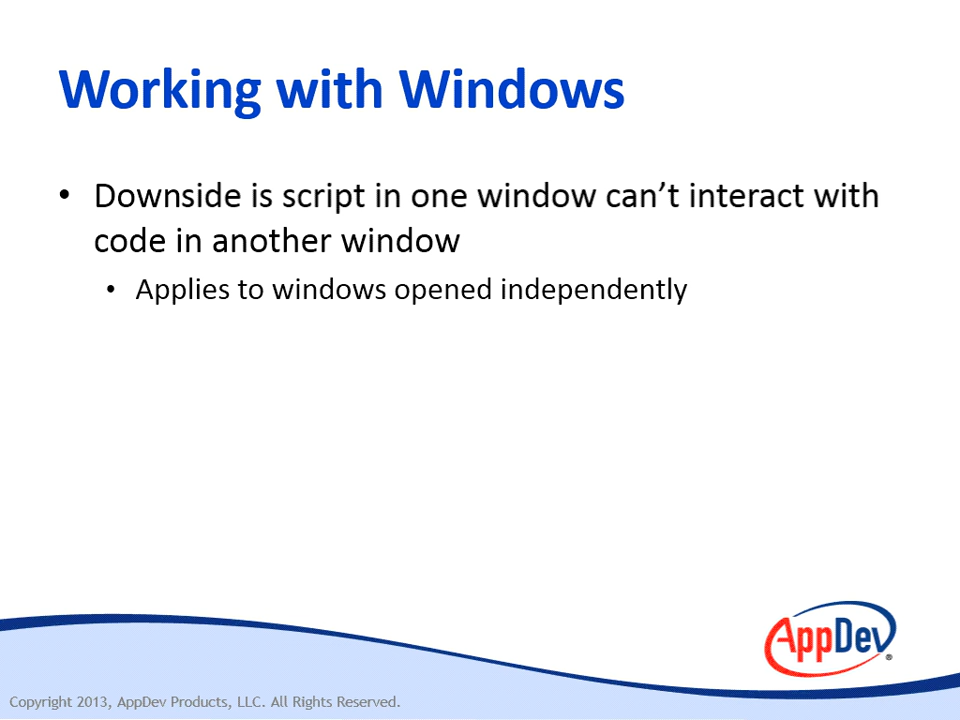 Working with Windows
• Downside is script in one window can’t interact with
code in another window
• Applies to windows opened independently
AppDev®
Copyright 2013, AppDev Products, LLC. All Rights Reserved.